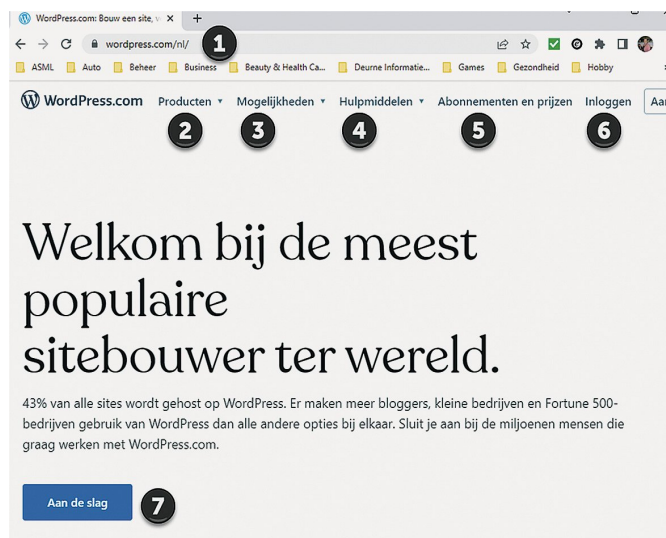 WordPress.com: Bouw een site, v
wordpress.com/nl/ 1
ASML Auto Beheer Business Beauty & Health Ca... Deurne Informatie... Games Gezondheid Hobby
WordPress.com Producten Mogelijkheden Hulpmiddelen Abonnementen en prijzen Inloggen Aan
2 3 4 5 6
Welkom bij de meest
populaire
sitebouwer ter wereld.
43% van alle sites wordt gehost op WordPress. Er maken meer bloggers, kleine bedrijven en Fortune 500-
bedrijven gebruik van WordPress dan alle andere opties bij elkaar. Sluit je aan bij de miljoenen mensen die
graag werken met WordPress.com.
Aan de slag 7